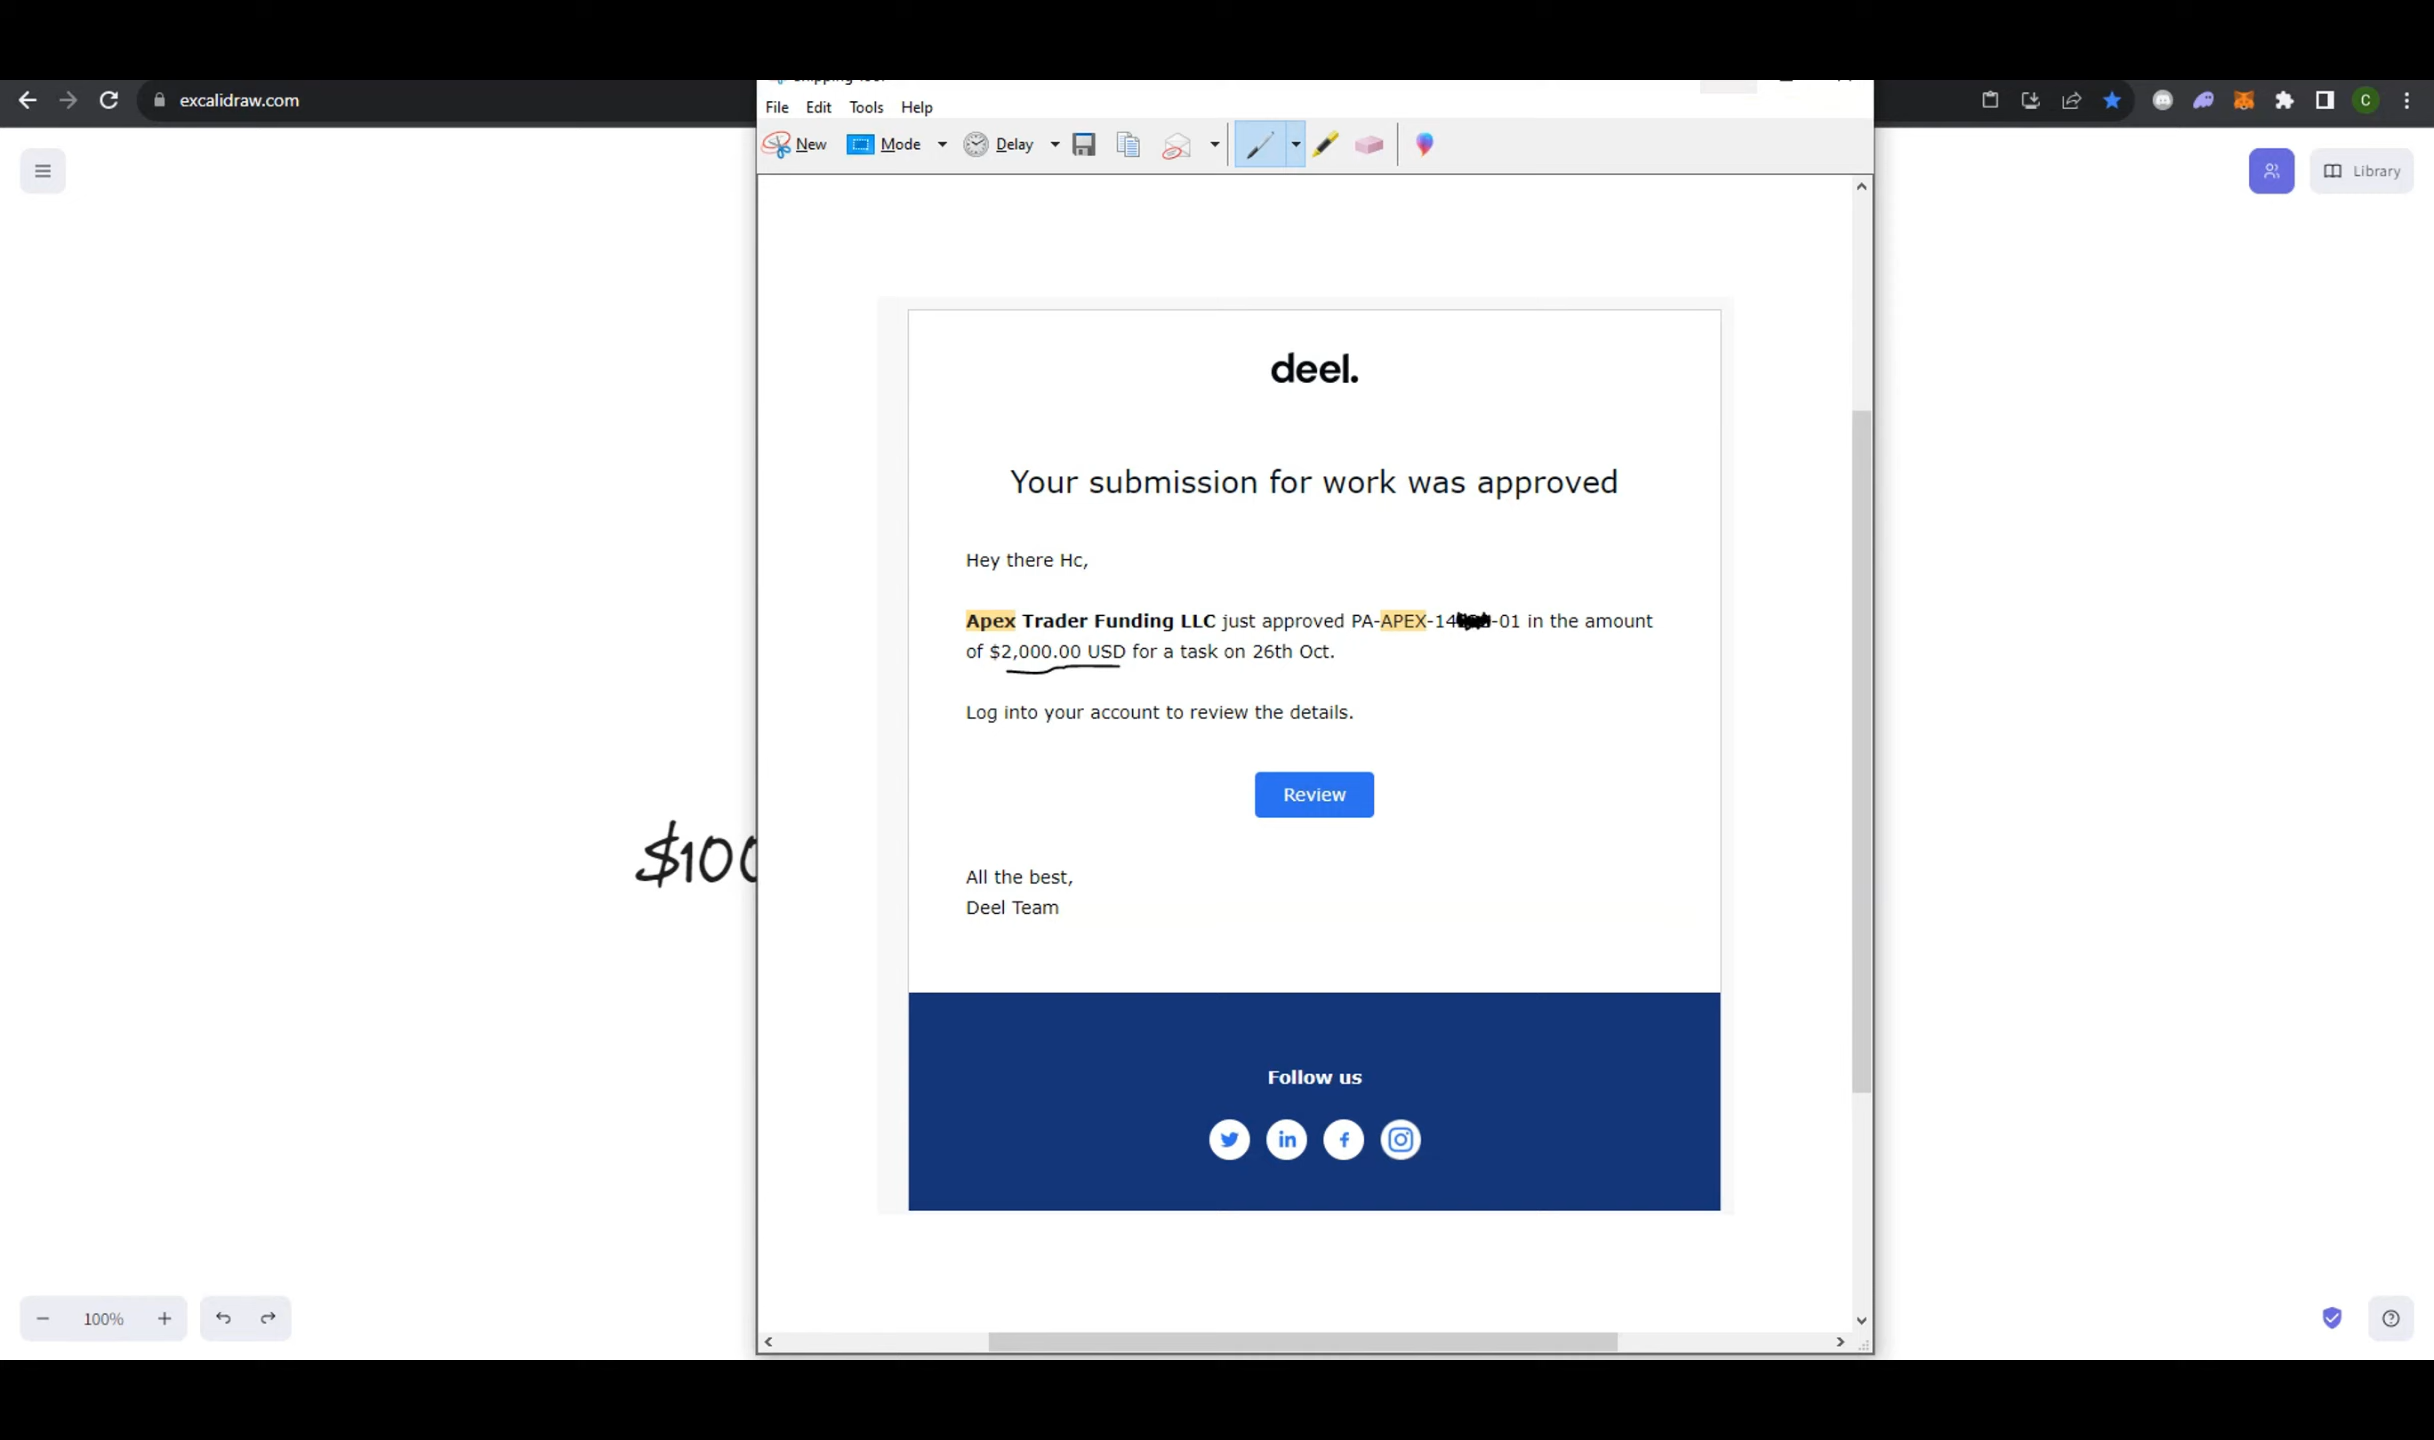 excalidraw.com
File Edit Tools Help
New Mode Delay
Library
deel.
Your submission for work was approved
Hey there Hc,
Apex Trader Funding LLC just approved PA-APEX-14 -01 in the amount
of $2,000.00 USD for a task on 26th Oct.
Log into your account to review the details.
Review
$100
All the best,
Deel Team
Follow us
100%
C